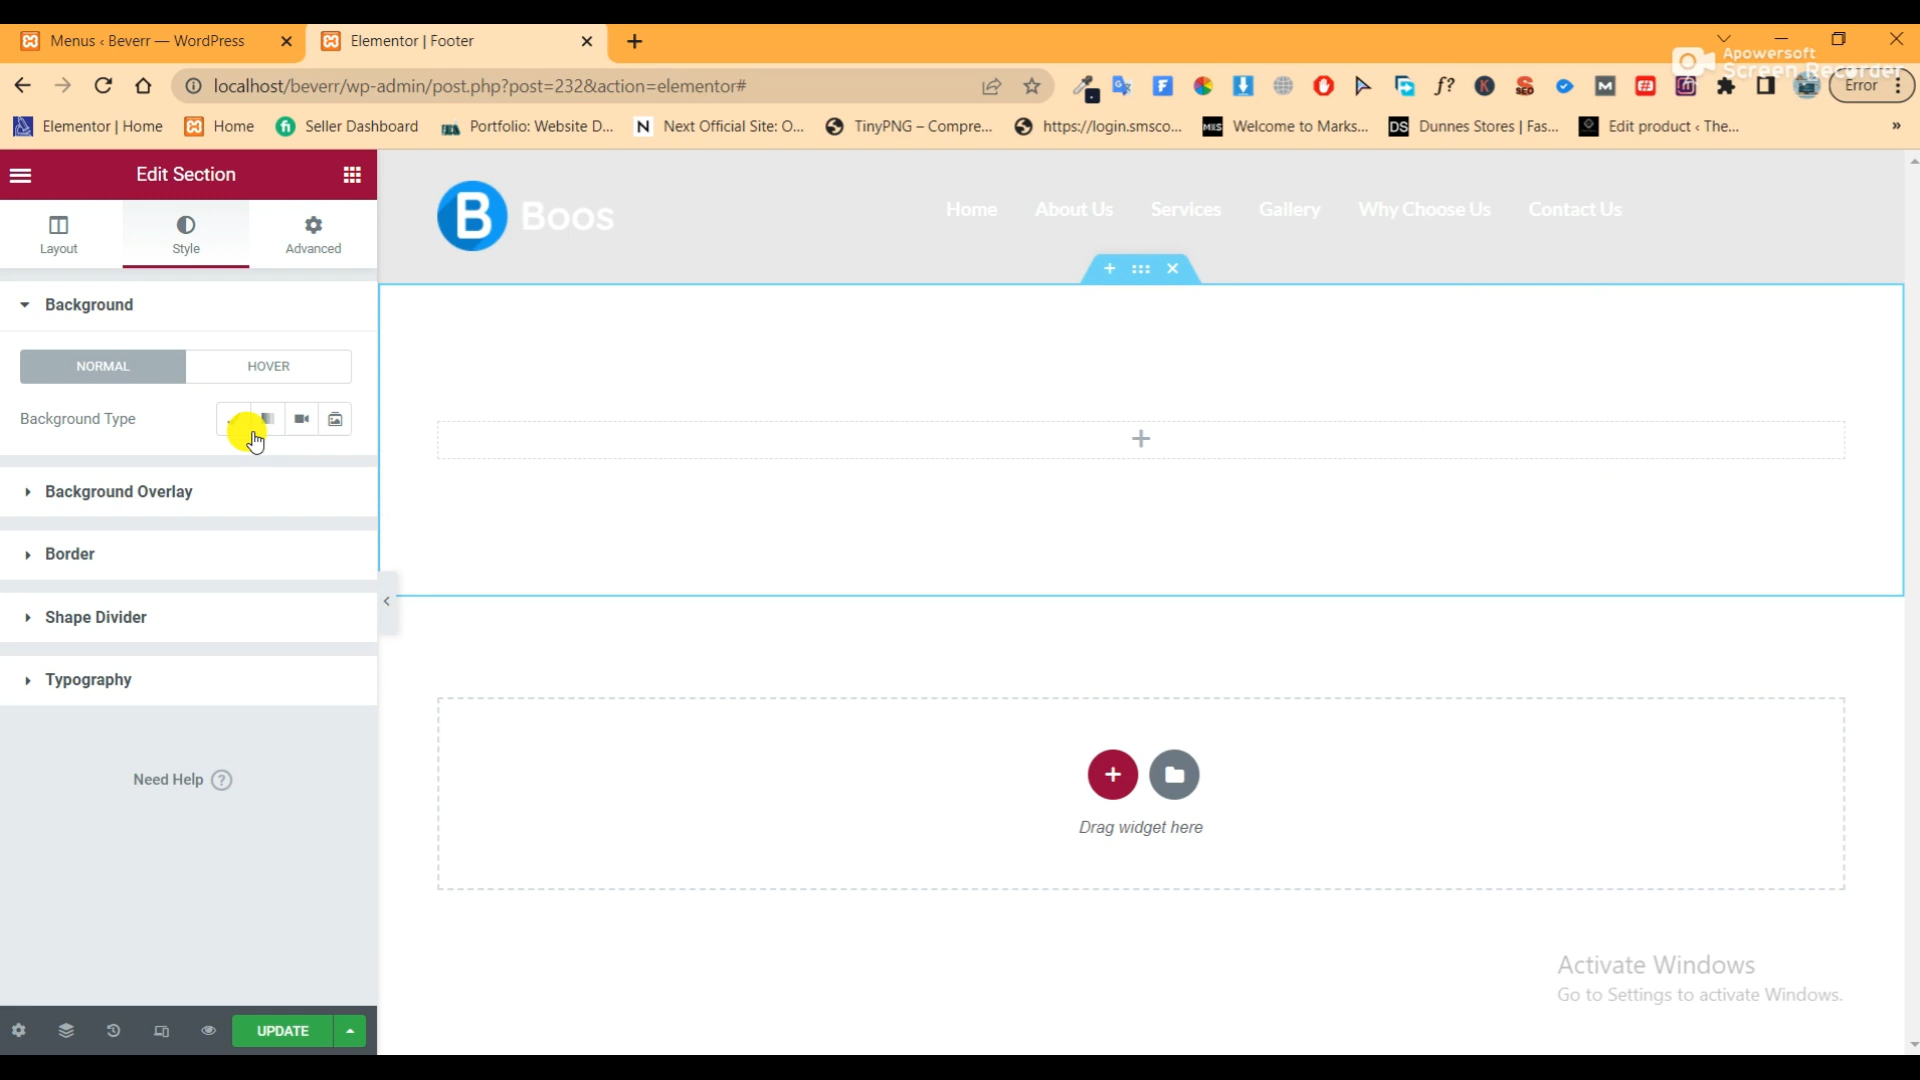 Menus ‹ Beverr — WordPress
Elementor | Footer
Apowersoft
Screen Recorder
localhost/beverr/wp-admin/post.php?post=232&action=elementor#
Error
Elementor | Home
Home
Seller Dashboard
Portfolio: Website D...
Next Official Site: O...
TinyPNG – Compre...
https://login.smsco...
Welcome to Marks...
Dunnes Stores | Fas...
Edit product ‹ The...
Edit Section
Layout
Style
Advanced
Background
NORMAL
HOVER
Background Type
Background Overlay
Border
Shape Divider
Typography
Need Help
UPDATE
B Boos
Home
About Us
Services
Gallery
Why Choose Us
Contact Us
Drag widget here
Activate Windows
Go to Settings to activate Windows.